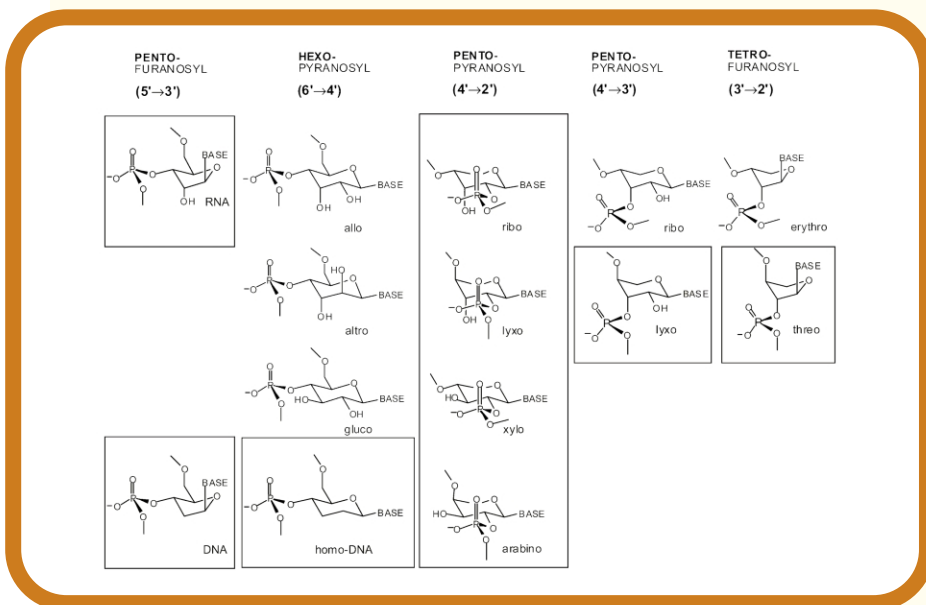 PENTO-
FURANOSYL
(5'→3')
HEXO-
PYRANOSYL
(6'→4')
PENTO-
PYRANOSYL
(4'→2')
PENTO-
PYRANOSYL
(4'→3')
TETRO-
FURANOSYL
(3'→2')
O
O
BASE
O
P
O
−O
O
OH
RNA
O
O
O
P
O
−O
O
BASE
OH
OH
allo
O
O
O
BASE
P
−O
O
O
OH
ribo
O
O
BASE
O
OH
O
P
−O
O
ribo
O
BASE
O
O
O
P
−O
O
erythro
O
O
HO
O
P
O
−O
O
BASE
OH
altro
O
O
O
BASE
P
−O
O
O
OH
lyxo
O
O
BASE
O
OH
O
P
−O
O
lyxo
O
BASE
O
O
O
P
−O
O
threo
O
O
O
P
O
−O
O
HO
BASE
OH
gluco
O
O
O
HO
BASE
P
−O
O
O
xylo
O
O
BASE
O
P
O
−O
O
DNA
O
O
O
P
O
−O
O
BASE
homo-DNA
O
O
O
HO
BASE
P
−O
O
O
arabino